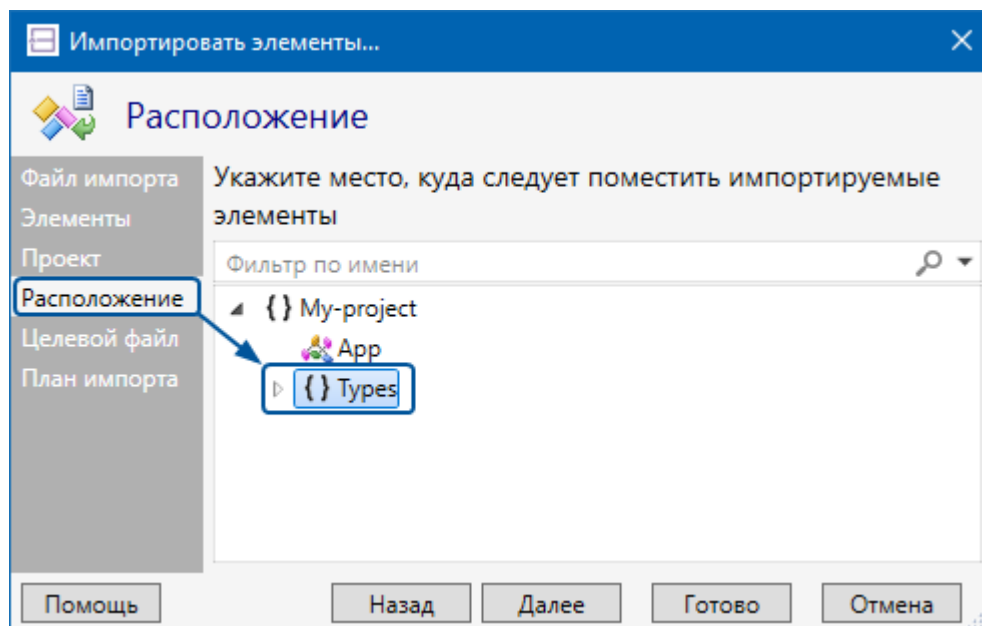 Импортировать элементы...
Расположение
Файл импорта
Элементы
Проект
Расположение
Целевой файл
План импорта
Укажите место, куда следует поместить импортируемые
элементы
Фильтр по имени
{ } My-project
App
{ } Types
Помощь
Назад
Далее
Готово
Отмена